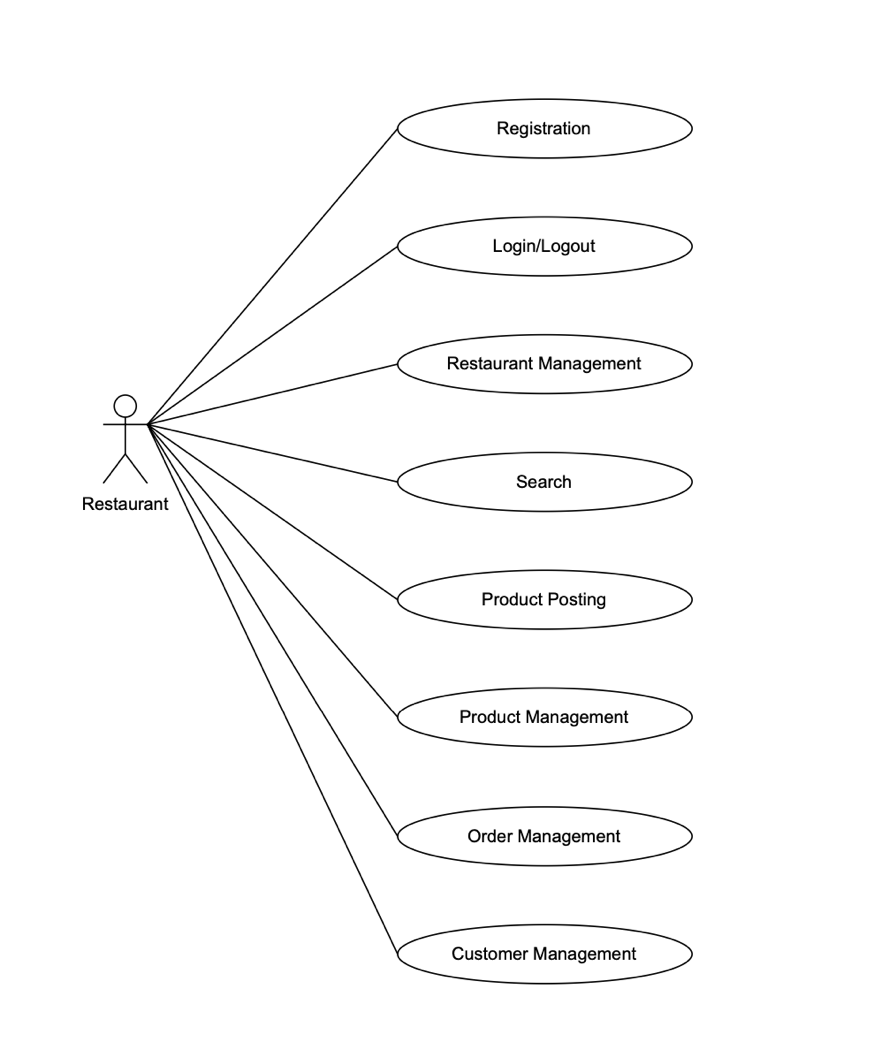 Registration
Login/Logout
Restaurant Management
Search
Restaurant
Product Posting
Product Management
Order Management
Customer Management